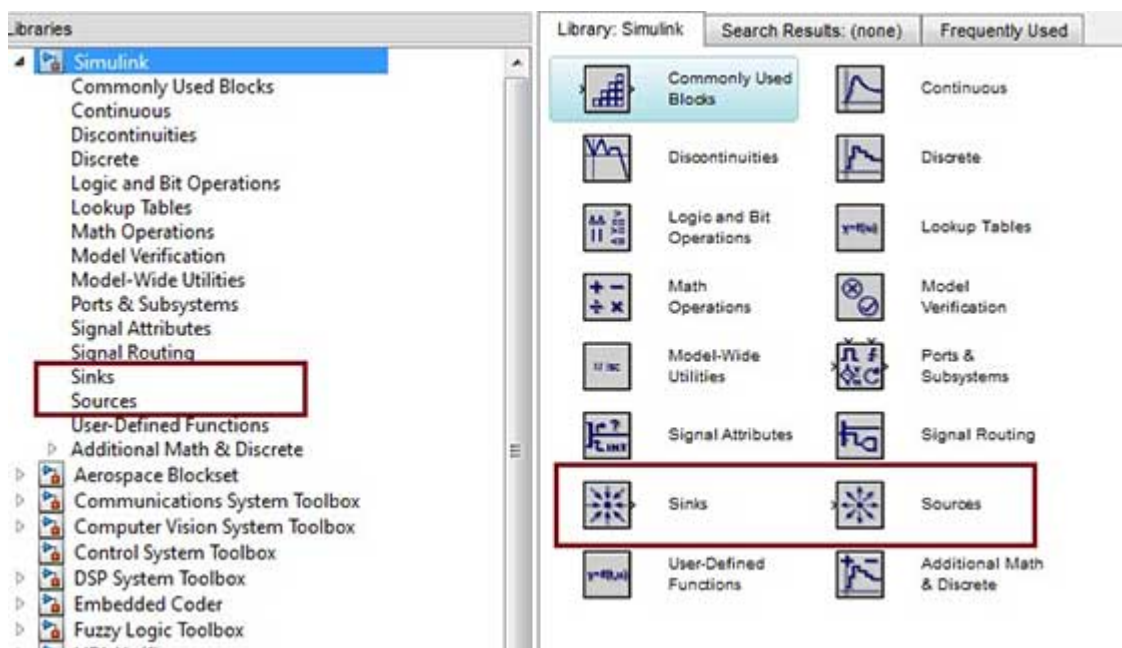 Libraries
Simulink
Commonly Used Blocks
Continuous
Discontinuities
Discrete
Logic and Bit Operations
Lookup Tables
Math Operations
Model Verification
Model-Wide Utilities
Ports & Subsystems
Signal Attributes
Signal Routing
Sinks
Sources
User-Defined Functions
Additional Math & Discrete
Aerospace Blockset
Communications System Toolbox
Computer Vision System Toolbox
Control System Toolbox
DSP System Toolbox
Embedded Coder
Fuzzy Logic Toolbox
Library: Simulink
Search Results: (none)
Frequently Used
Commonly Used
Blocks
Continuous
Discontinuities
Discrete
Logic and Bit
Operations
Lookup Tables
Math
Operations
Model
Verification
Model-Wide
Utilities
Ports &
Subsystems
Signal Attributes
Signal Routing
Sinks
Sources
User-Defined
Functions
Additional Math
& Discrete